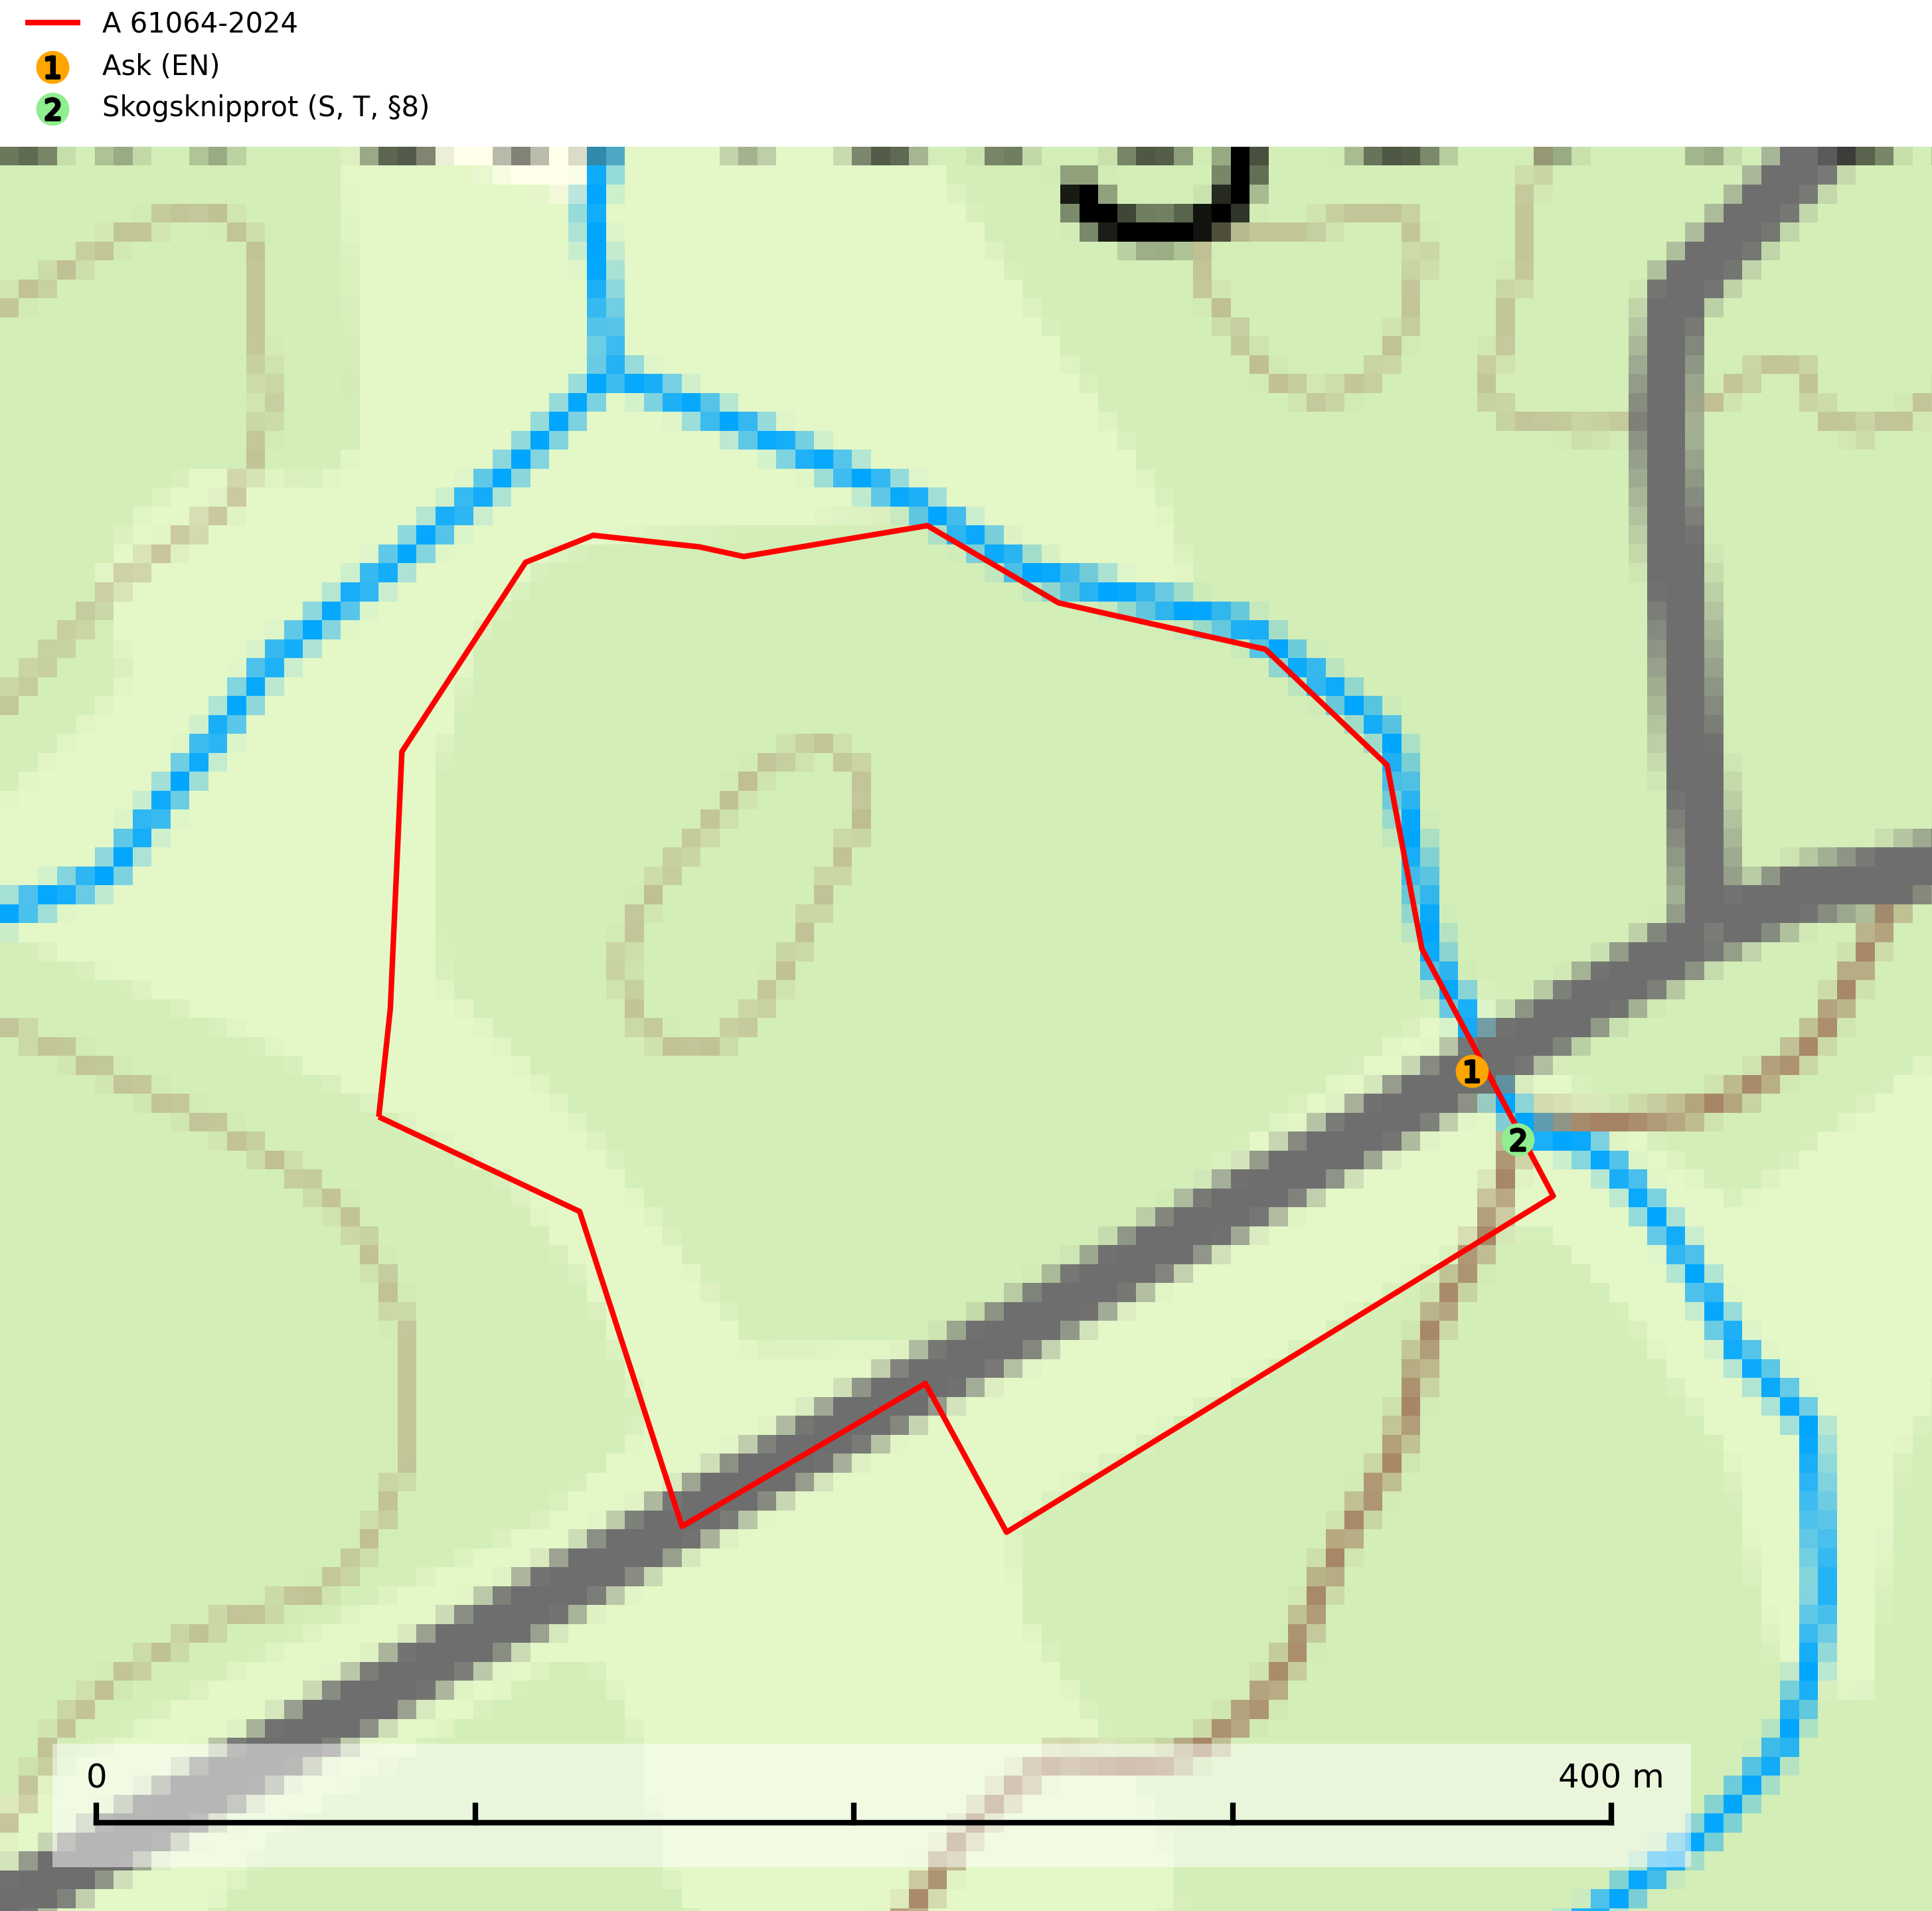 A 61064-2024
1 Ask (EN)
2 Skogsknipprot (S, T, §8)
1
2
0 400 m